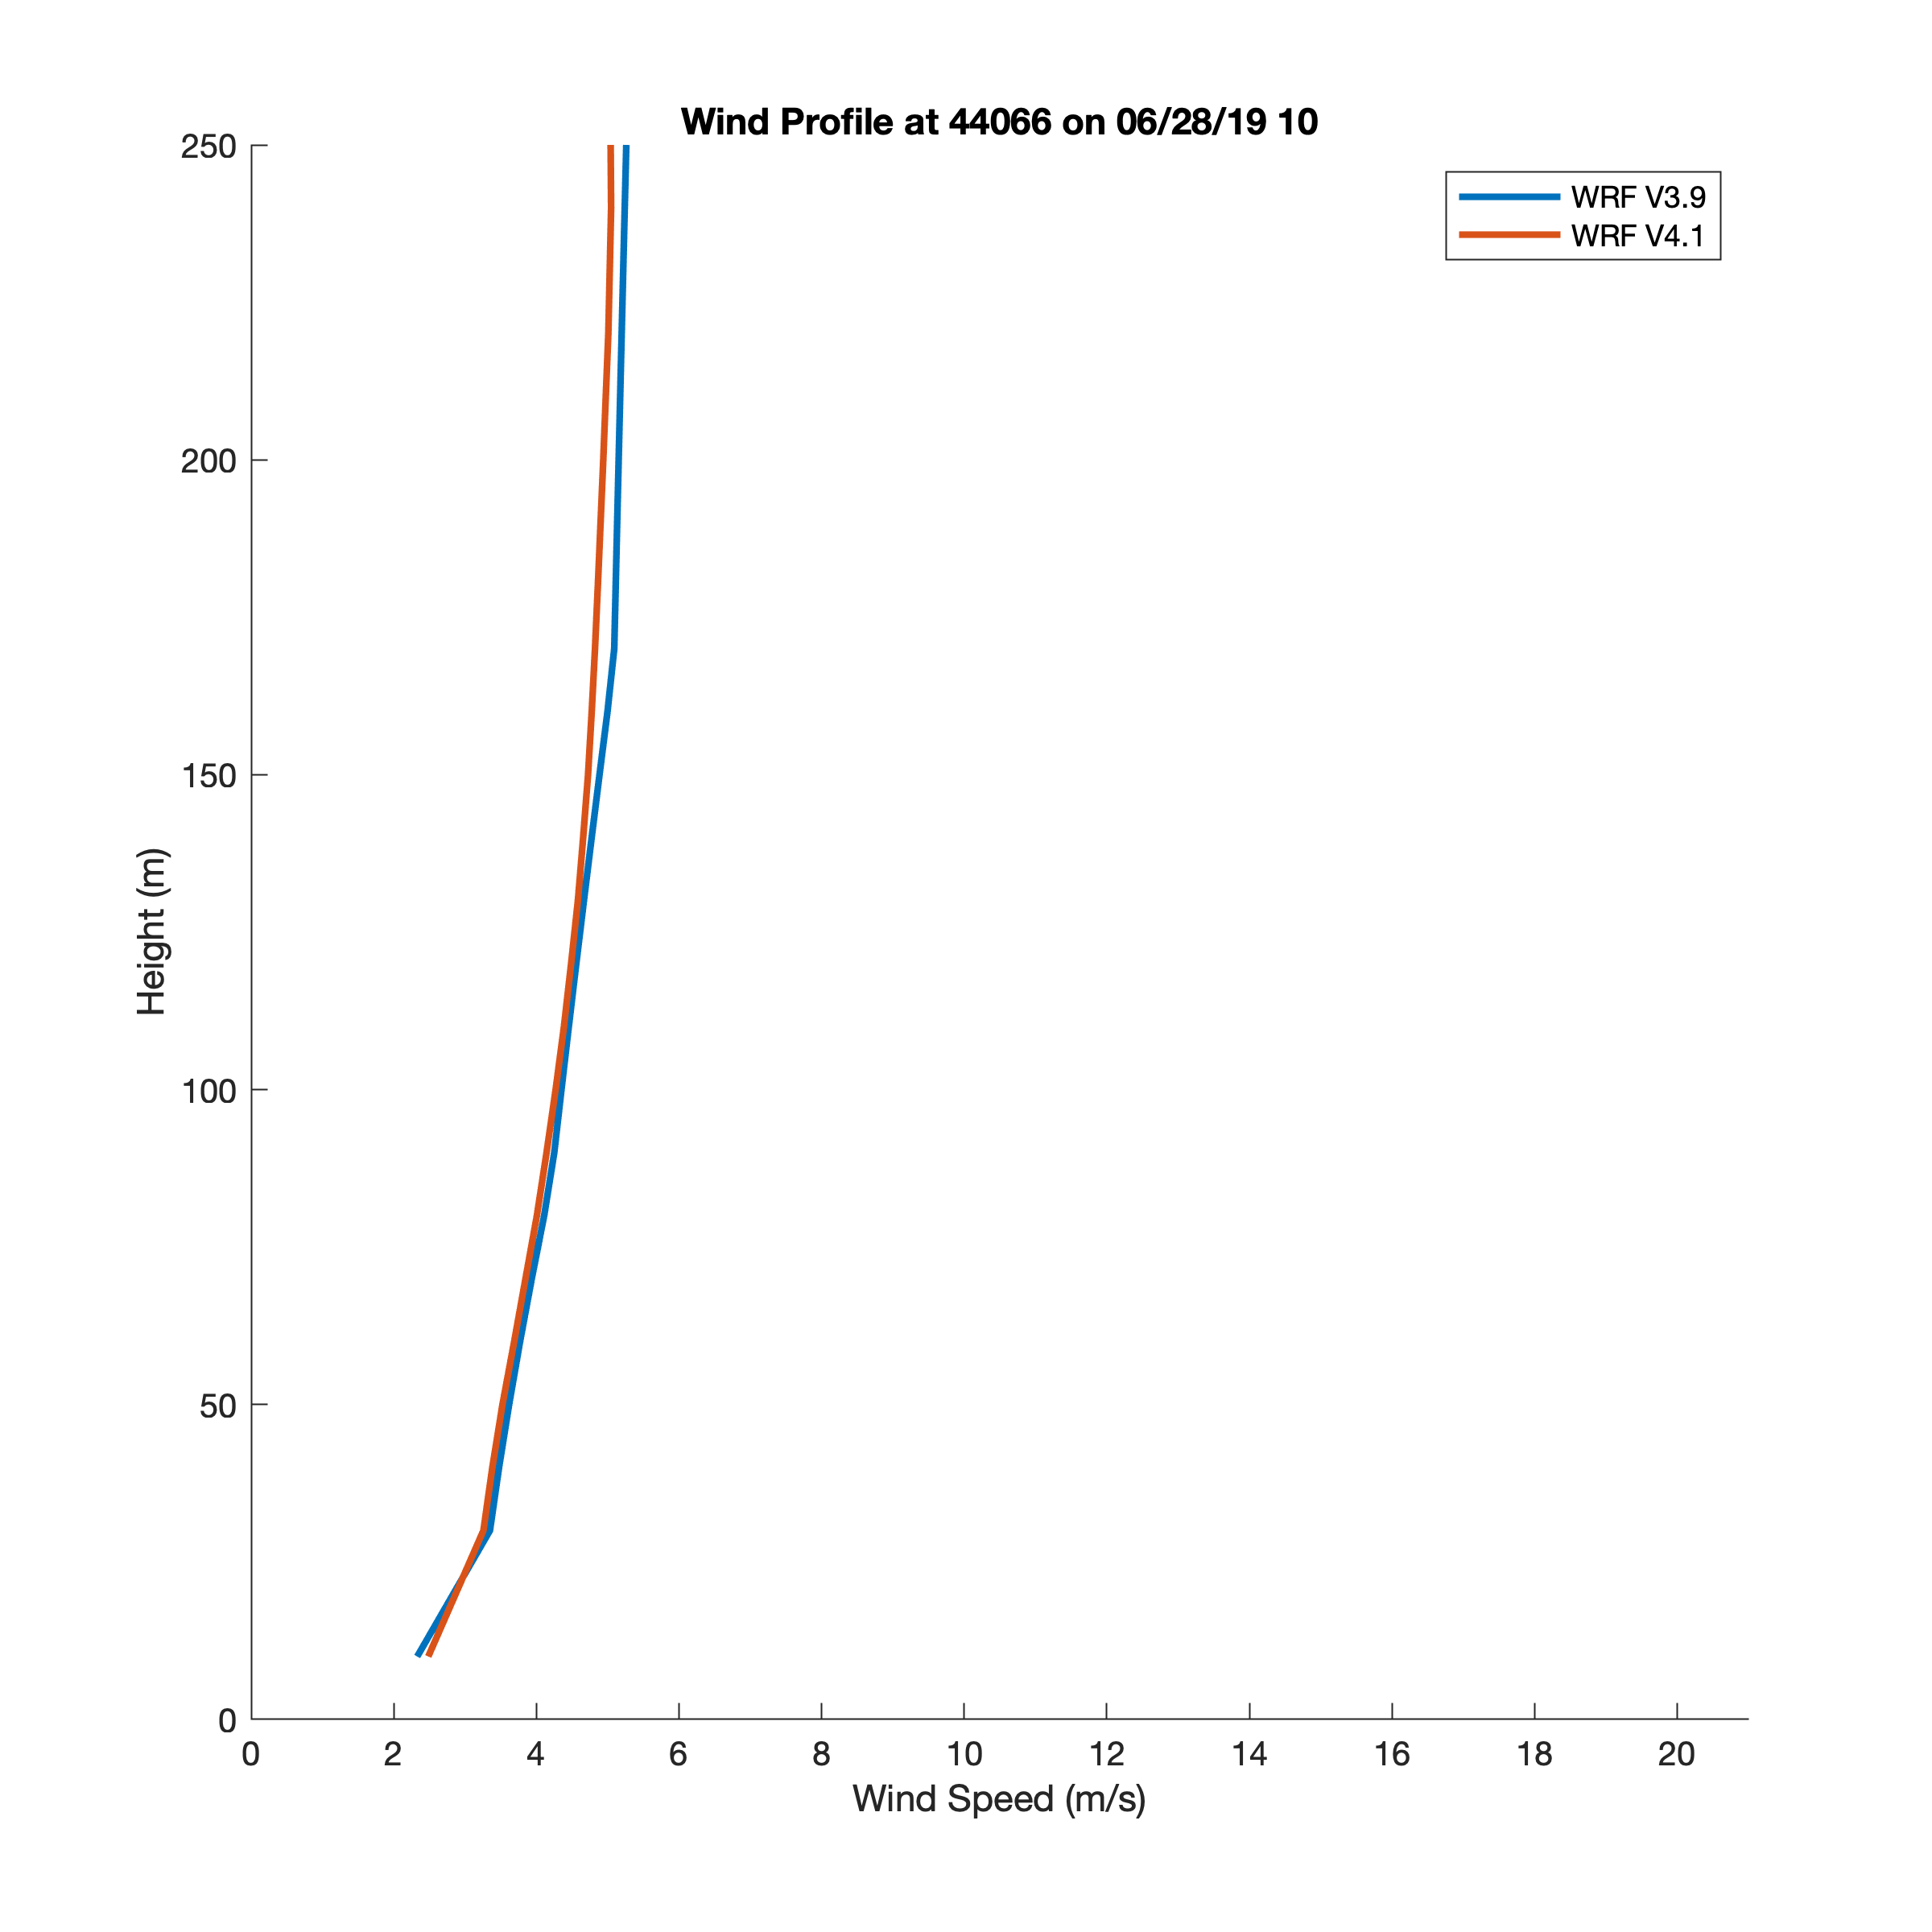 Wind Profile at 44066 on 06/28/19 10
WRF V3.9
WRF V4.1
250
200
150
100
50
0
Height (m)
0 2 4 6 8 10 12 14 16 18 20
Wind Speed (m/s)